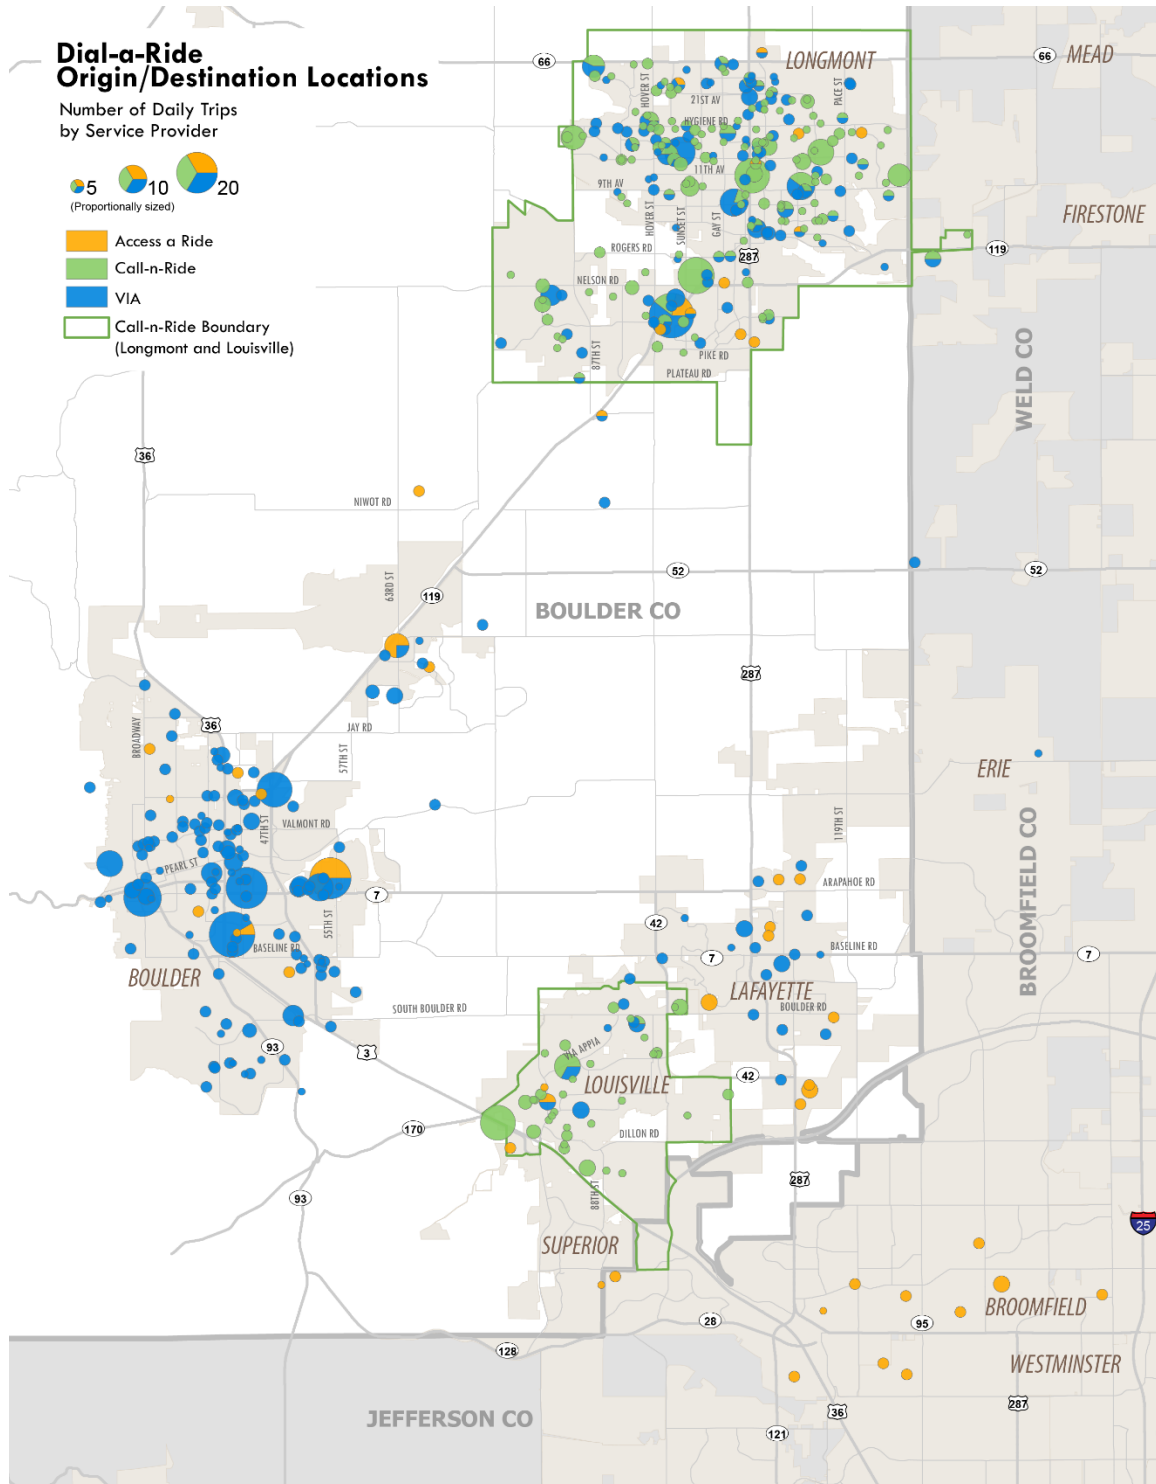 Dial-a-Ride
Origin/Destination Locations
Number of Daily Trips
by Service Provider
5
10
20
(Proportionally sized)
Access a Ride
Call-n-Ride
VIA
Call-n-Ride Boundary
(Longmont and Louisville)
66
LONGMONT
66
MEAD
HOVER ST
21ST AV
PACE ST
HYGIENE RD
11TH AV
9TH AV
HOVER ST
SUNSET ST
GAY ST
FIRESTONE
ROGERS RD
287
119
NELSON RD
87TH ST
PIKE RD
PLATEAU RD
WELD CO
36
NIWOT RD
63RD ST
52
52
119
BOULDER CO
287
BROADWAY
36
JAY RD
57TH ST
ERIE
47TH ST
VALMONT RD
119TH ST
BROOMFIELD CO
PEARL ST
ARAPAHOE RD
7
55TH ST
42
BASELINE RD
BASELINE RD
7
7
BOULDER
LAFAYETTE
SOUTH BOULDER RD
BOULDER RD
93
3
VIA APPIA
42
LOUISVILLE
170
DILLON RD
93
88TH ST
287
25
SUPERIOR
BROOMFIELD
28
95
128
WESTMINSTER
JEFFERSON CO
36
287
121